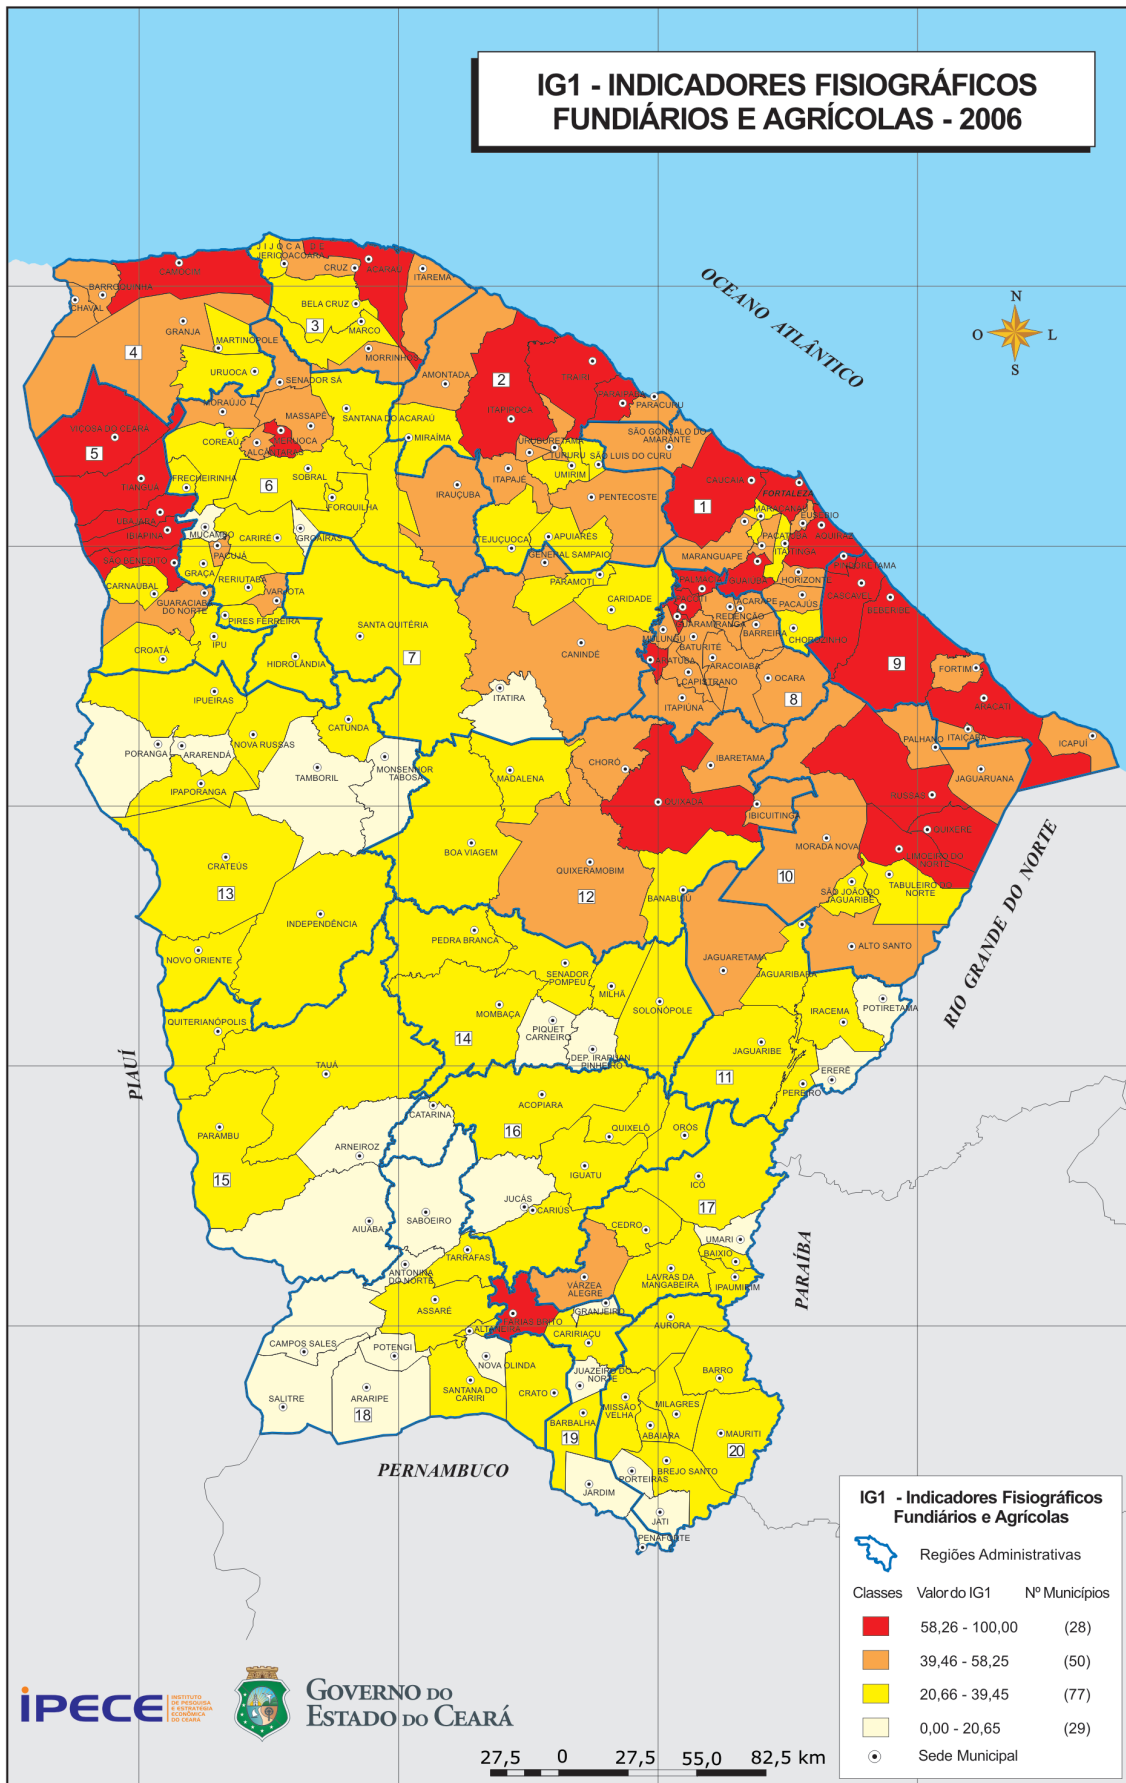 IG1 - INDICADORES FISIOGRÁFICOS
FUNDIÁRIOS E AGRÍCOLAS - 2006
OCEANO ATLÂNTICO
N
O
L
S
JIJOCA DE
JERICOACOARA
CRUZ
ACARAÚ
ITAREMA
CAMOCIM
BARROQUINHA
CHAVAL
BELA CRUZ
3
MARCO
GRANJA
MARTINÓPOLE
4
MORRINHOS
URUOCA
SENADOR SÁ
AMONTADA
2
TRAIRI
PARAIPABA
PARACURU
MORAÚJO
MASSAPÊ
SANTANA DO ACARAÚ
ITAPIPOCA
VIÇOSA DO CEARÁ
5
COREAÚ
MERUOCA
ALCÂNTARAS
MIRAÍMA
URUBURETAMA
TURURU
SÃO LUIS DO CURU
SÃO GONÇALO DO
AMARANTE
UMIRIM
TIANGUÁ
FRECHEIRINHA
6
SOBRAL
IRAUÇUBA
ITAPAJÉ
PENTECOSTE
CAUCAIA
FORTALEZA
1
FORQUILHA
UBAJARA
IBIAPINA
MUCAMBO
CARIRÉ
GROAÍRAS
TEJUÇUOCA
APUIARÉS
MARACANAÚ
EUSÉBIO
PACATUBA
AQUIRAZ
ITAITINGA
PACUJÁ
GENERAL SAMPAIO
MARANGUAPE
SÃO BENEDITO
GRAÇA
PINDORETAMA
CARNAUBAL
RERIUTABA
VARJOTA
PARAMOTI
PALMÁCIA
GUAIÚBA
HORIZONTE
CASCAVEL
GUARACIABA
DO NORTE
CARIDADE
PACOTI
ACARAPE
PACAJÚS
BEBERIBE
PIRES FERREIRA
GUARAMIRANGA
REDENÇÃO
IPU
SANTA QUITÉRIA
MULUNGU
BATURITÉ
BARREIRA
CHOROZINHO
CROATÁ
HIDROLÂNDIA
7
CANINDÉ
ARATUBA
ARACOIABA
9
FORTIM
CAPISTRANO
OCARA
IPUEIRAS
ITATIRA
ITAPIÚNA
8
ARACATI
CATUNDA
PORANGA
ARARENDÁ
NOVA RUSSAS
MONSENHOR
TABOSA
ITAIÇABA
ICAPUÍ
PALHANO
TAMBORIL
MADALENA
CHORÓ
IBARETAMA
JAGUARUANA
IPAPORANGA
QUIXADÁ
RUSSAS
IBICUITINGA
QUIXERÉ
BOA VIAGEM
MORADA NOVA
LIMOEIRO DO
NORTE
CRATEÚS
QUIXERAMOBIM
13
12
10
SÃO JOÃO DO
JAGUARIBE
TABULEIRO DO
NORTE
BANABUIÚ
INDEPENDÊNCIA
PEDRA BRANCA
ALTO SANTO
NOVO ORIENTE
JAGUARETAMA
SENADOR
POMPEU
JAGUARIBARA
MILHÃ
RIO GRANDE DO NORTE
QUITERIANÓPOLIS
MOMBAÇA
SOLONÓPOLE
IRACEMA
POTIRETAMA
14
PIQUET
CARNEIRO
DEP. IRAPUAN
PINHEIRO
JAGUARIBE
PIAUÍ
TAUÁ
11
ERERÊ
PEREIRO
ACOPIARA
CATARINA
PARAMBU
16
QUIXELÔ
ORÓS
ARNEIROZ
15
IGUATU
ICÓ
JUCÁS
CARIÚS
17
SABOEIRO
AIUABA
CEDRO
UMARI
PARAÍBA
TARRAFAS
BAIXIO
ANTONINA
DO NORTE
LAVRAS DA
MANGABEIRA
IPAUMIRIM
VÁRZEA
ALEGRE
ASSARÉ
GRANJEIRO
FARIAS BRITO
AURORA
ALTANEIRA
CARIRIAÇU
CAMPOS SALES
POTENGI
NOVA OLINDA
JUAZEIRO DO
NORTE
BARRO
SALITRE
ARARIPE
SANTANA DO
CARIRI
CRATO
18
MISSÃO
VELHA
MILAGRES
BARBALHA
ABAIARA
MAURITI
19
20
PERNAMBUCO
BREJO SANTO
PORTEIRAS
JARDIM
JATI
PENAFORTE
IG1 - Indicadores Fisiográficos
Fundiários e Agrícolas
Regiões Administrativas
Classes Valor do IG1 Nº Municípios
58,26 - 100,00 (28)
39,46 - 58,25 (50)
20,66 - 39,45 (77)
0,00 - 20,65 (29)
Sede Municipal
IPECE
INSTITUTO
DE PESQUISA
E ESTRATÉGIA
ECONÔMICA
DO CEARÁ
GOVERNO DO
ESTADO DO CEARÁ
27,5 0 27,5 55,0 82,5 km